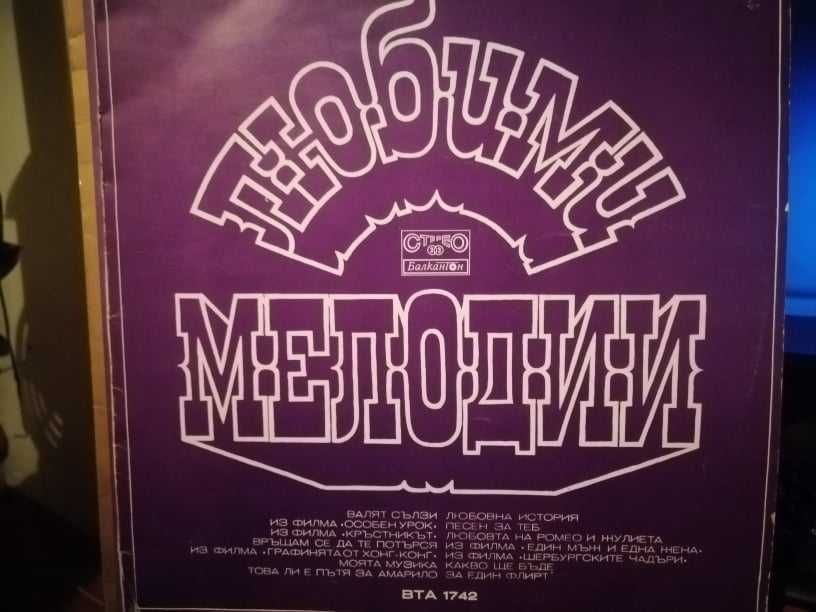 ЛЮБИМИ
СТЕРЕО
33
Балкантон
МЕЛОДИИ
ВАЛЯТ СЪЛЗИ
ИЗ ФИЛМА •ОСОБЕН УРОК•
ИЗ ФИЛМА •КРЪСТНИКЪТ•
ВРЪЩАМ СЕ ДА ТЕ ПОТЪРСЯ
ИЗ ФИЛМА •ГРАФИНЯТА ОТ ХОНГ-КОНГ•
МОЯТА МУЗИКА
ТОВА ЛИ Е ПЪТЯ ЗА АМАРИЛО
ЛЮБОВНА ИСТОРИЯ
ПЕСЕН ЗА ТЕБ
ЛЮБОВТА НА РОМЕО И ЖУЛИЕТА
ИЗ ФИЛМА •ЕДИН МЪЖ И ЕДНА ЖЕНА•
ИЗ ФИЛМА •ШЕРБУРГСКИТЕ ЧАДЪРИ•
КАКВО ЩЕ БЪДЕ
ЗА ЕДИН ФЛИРТ
ВТА 1742